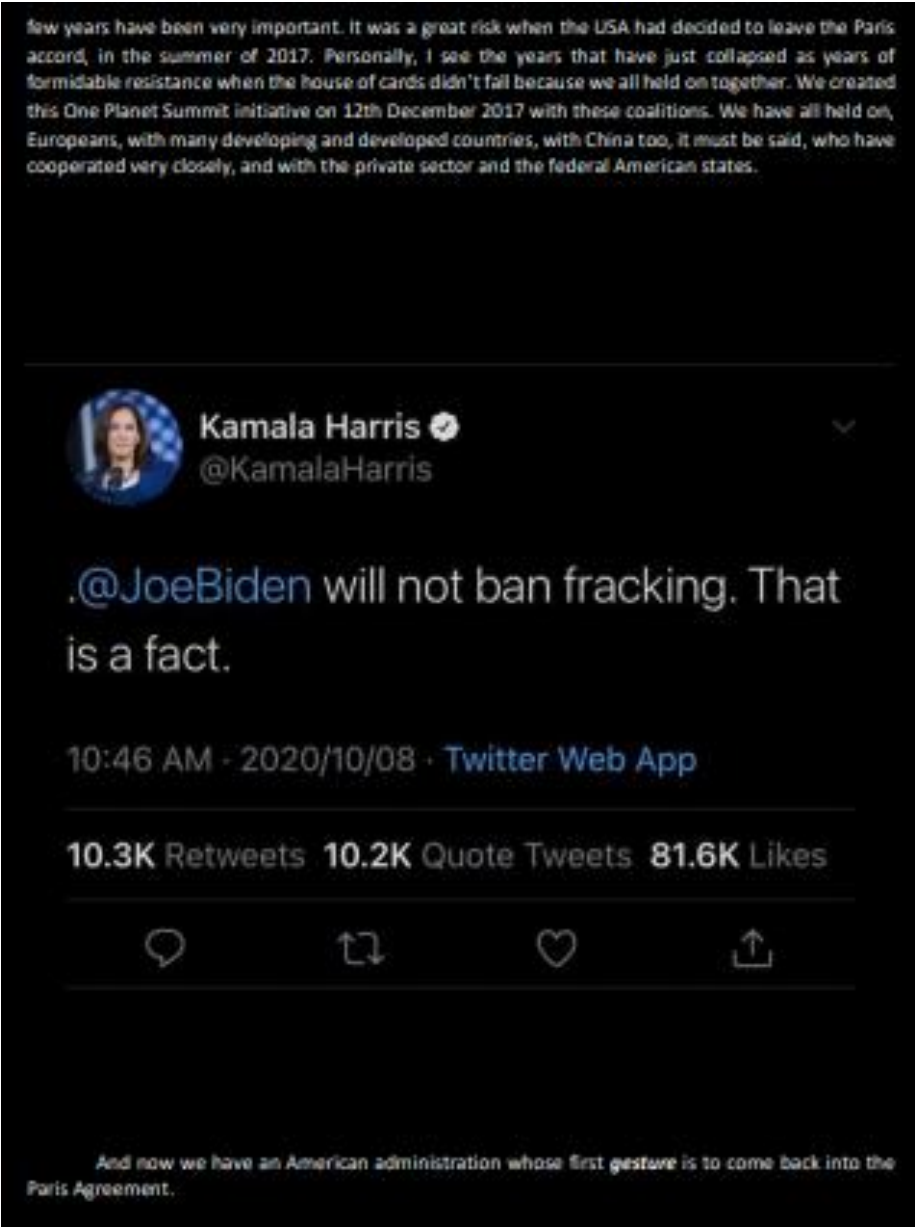 few years have been very important. It was a great risk when the USA had decided to leave the Paris
accord, in the summer of 2017. Personally, I see the years that have just collapsed as years of
formidable resistance when the house of cards didn't fall because we all held on together. We created
this One Planet Summit initiative on 12th December 2017 with these coalitions. We have all held on,
Europeans, with many developing and developed countries, with China too, it must be said, who have
cooperated very closely, and with the private sector and the federal American states.
Kamala Harris
@KamalaHarris
.@JoeBiden will not ban fracking. That
is a fact.
10:46 AM · 2020/10/08 · Twitter Web App
10.3K Retweets 10.2K Quote Tweets 81.6K Likes
And now we have an American administration whose first gesture is to come back into the
Paris Agreement.